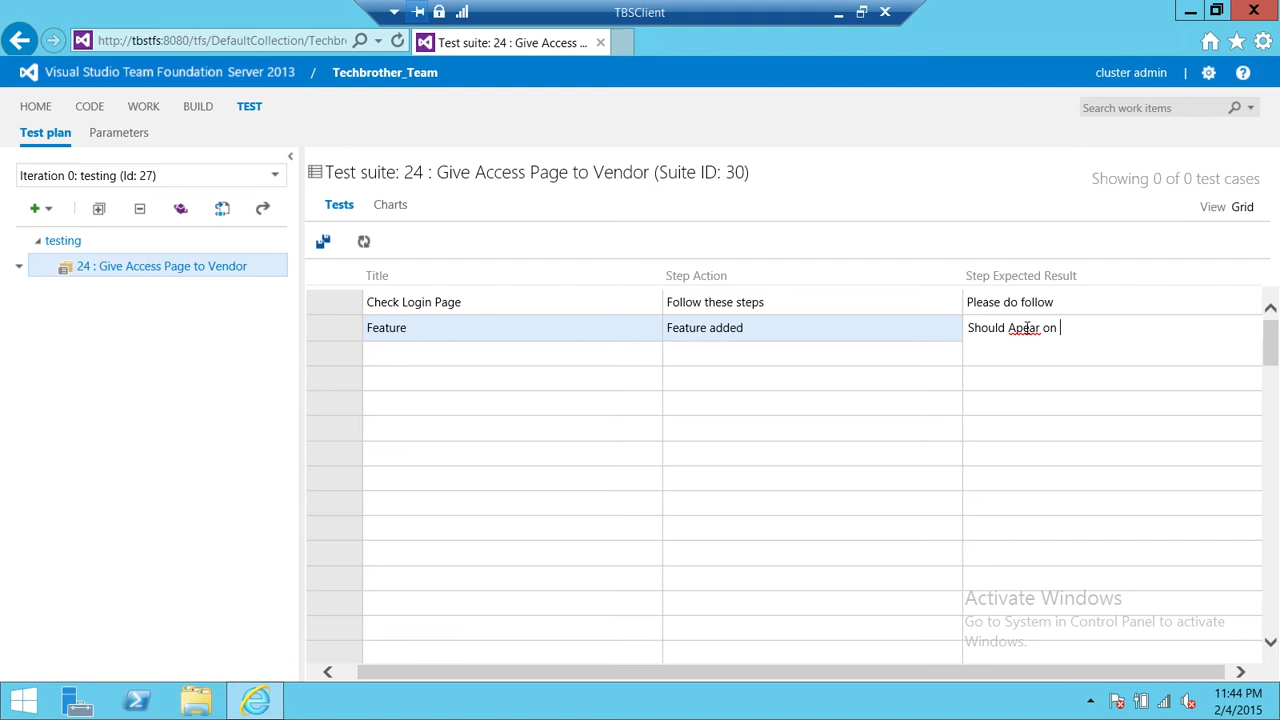 TBSClient
http://tbstfs:8080/tfs/DefaultCollection/Techbr
Test suite: 24 : Give Access ...
Visual Studio Team Foundation Server 2013 / Techbrother_Team
cluster admin
HOME CODE WORK BUILD TEST
Search work items
Test plan Parameters
Iteration 0: testing (Id: 27)
Test suite: 24 : Give Access Page to Vendor (Suite ID: 30)
Showing 0 of 0 test cases
Tests Charts
View Grid
testing
24 : Give Access Page to Vendor
Title Step Action Step Expected Result
Check Login Page Follow these steps Please do follow
Feature Feature added Should Apear on
Activate Windows
Go to System in Control Panel to activate
Windows.
11:44 PM
2/4/2015